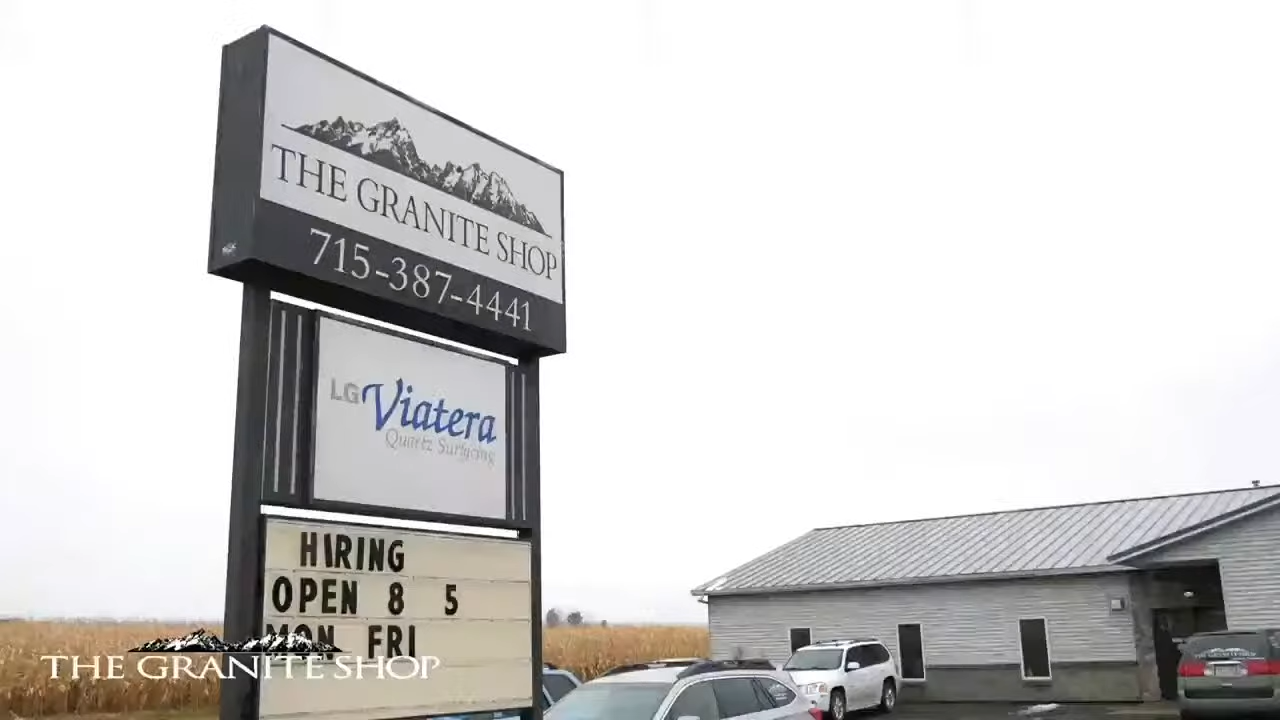 THE GRANITE SHOP
715-387-4441
LG Viatera
Quartz Surfacing
HIRING
OPEN 8 5
MON FRI
THE GRANITE SHOP